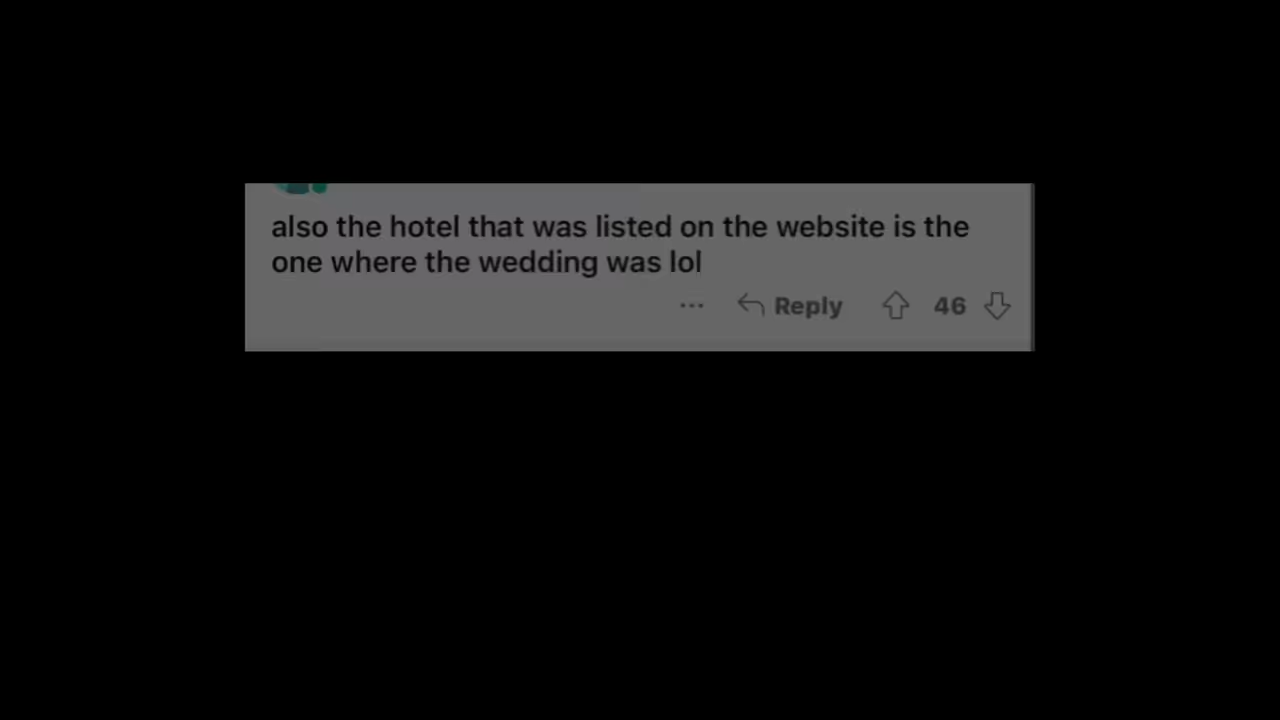 also the hotel that was listed on the website is the
one where the wedding was lol
... Reply 46